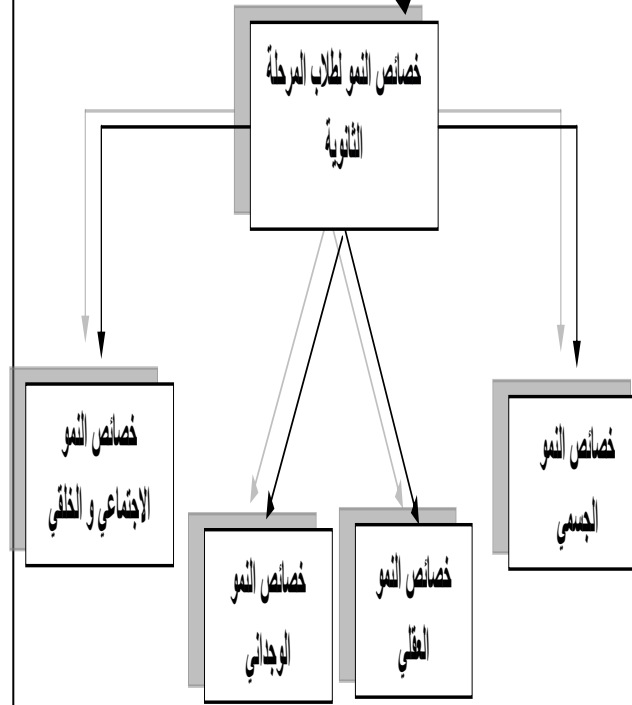 خصائص النمو لطلاب المرحلة
الثانوية
خصائص النمو
الجسمي
خصائص النمو
العقلي
خصائص النمو
الوجداني
خصائص النمو
الاجتماعي و الخلقي